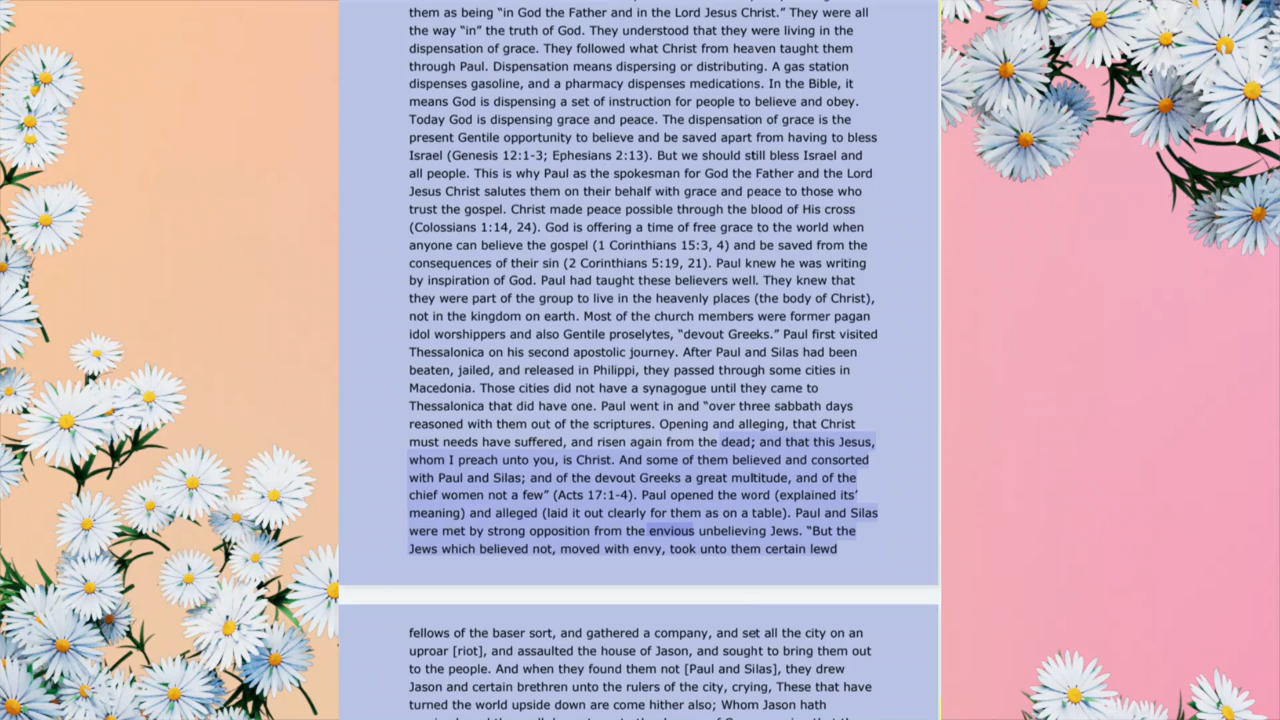 them as being “in God the Father and in the Lord Jesus Christ.” They were all
the way “in” the truth of God. They understood that they were living in the
dispensation of grace. They followed what Christ from heaven taught them
through Paul. Dispensation means dispersing or distributing. A gas station
dispenses gasoline, and a pharmacy dispenses medications. In the Bible, it
means God is dispensing a set of instruction for people to believe and obey.
Today God is dispensing grace and peace. The dispensation of grace is the
present Gentile opportunity to believe and be saved apart from having to bless
Israel (Genesis 12:1-3; Ephesians 2:13). But we should still bless Israel and
all people. This is why Paul as the spokesman for God the Father and the Lord
Jesus Christ salutes them on their behalf with grace and peace to those who
trust the gospel. Christ made peace possible through the blood of His cross
(Colossians 1:14, 24). God is offering a time of free grace to the world when
anyone can believe the gospel (1 Corinthians 15:3, 4) and be saved from the
consequences of their sin (2 Corinthians 5:19, 21). Paul knew he was writing
by inspiration of God. Paul had taught these believers well. They knew that
they were part of the group to live in the heavenly places (the body of Christ),
not in the kingdom on earth. Most of the church members were former pagan
idol worshippers and also Gentile proselytes, “devout Greeks.” Paul first visited
Thessalonica on his second apostolic journey. After Paul and Silas had been
beaten, jailed, and released in Philippi, they passed through some cities in
Macedonia. Those cities did not have a synagogue until they came to
Thessalonica that did have one. Paul went in and “over three sabbath days
reasoned with them out of the scriptures. Opening and alleging, that Christ
must needs have suffered, and risen again from the dead; and that this Jesus,
whom I preach unto you, is Christ. And some of them believed and consorted
with Paul and Silas; and of the devout Greeks a great multitude, and of the
chief women not a few” (Acts 17:1-4). Paul opened the word (explained its’
meaning) and alleged (laid it out clearly for them as on a table). Paul and Silas
were met by strong opposition from the envious unbelieving Jews. “But the
Jews which believed not, moved with envy, took unto them certain lewd
fellows of the baser sort, and gathered a company, and set all the city on an
uproar [riot], and assaulted the house of Jason, and sought to bring them out
to the people. And when they found them not [Paul and Silas], they drew
Jason and certain brethren unto the rulers of the city, crying, These that have
turned the world upside down are come hither also; Whom Jason hath